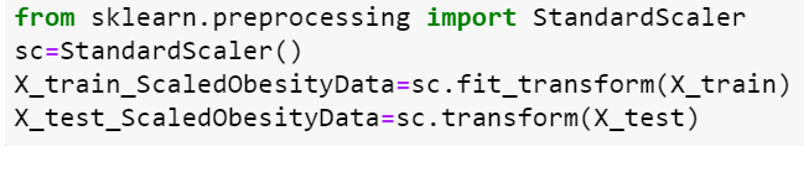 from sklearn.preprocessing import StandardScaler
sc=StandardScaler()
X_train_ScaledObesityData=sc.fit_transform(X_train)
X_test_ScaledObesityData=sc.transform(X_test)